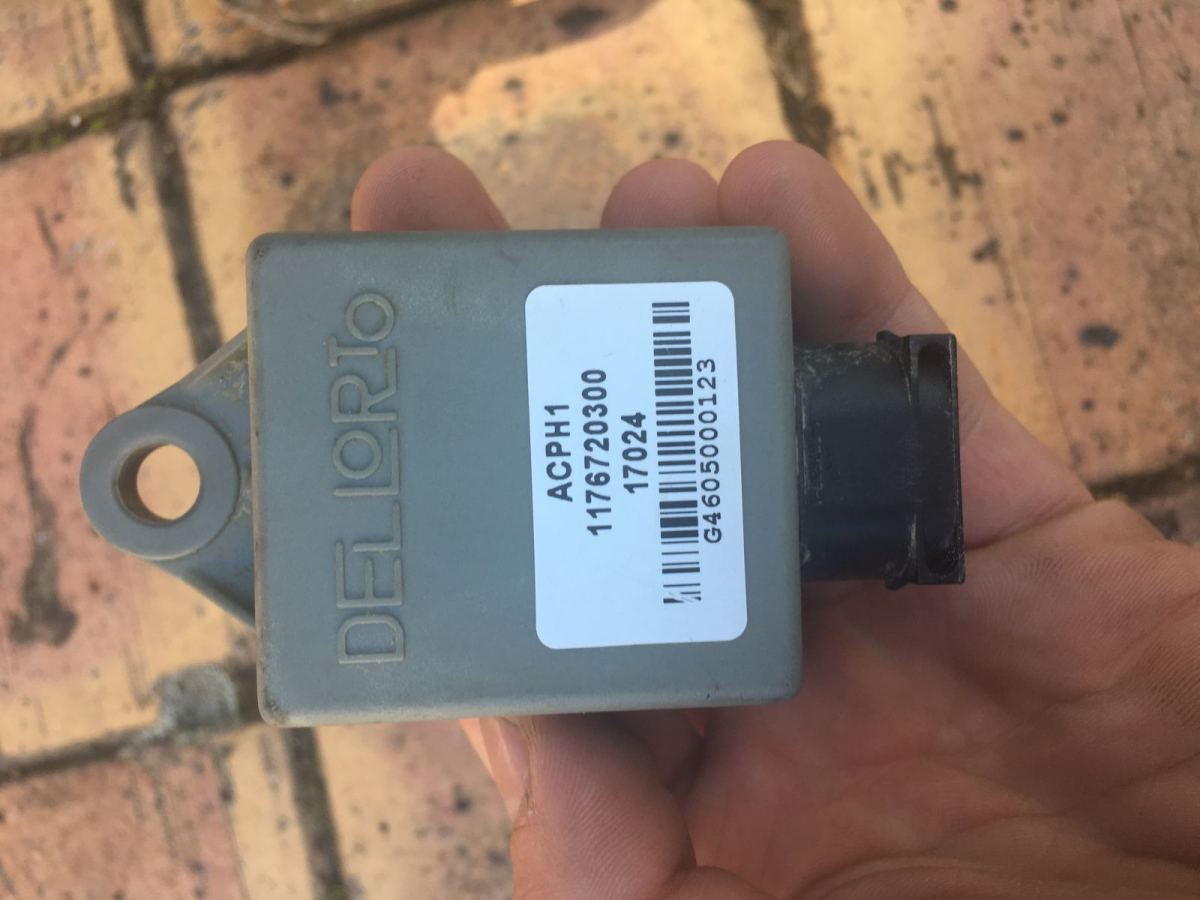 DELLORTO
ACPH1
1176720300
17024
G4605000123